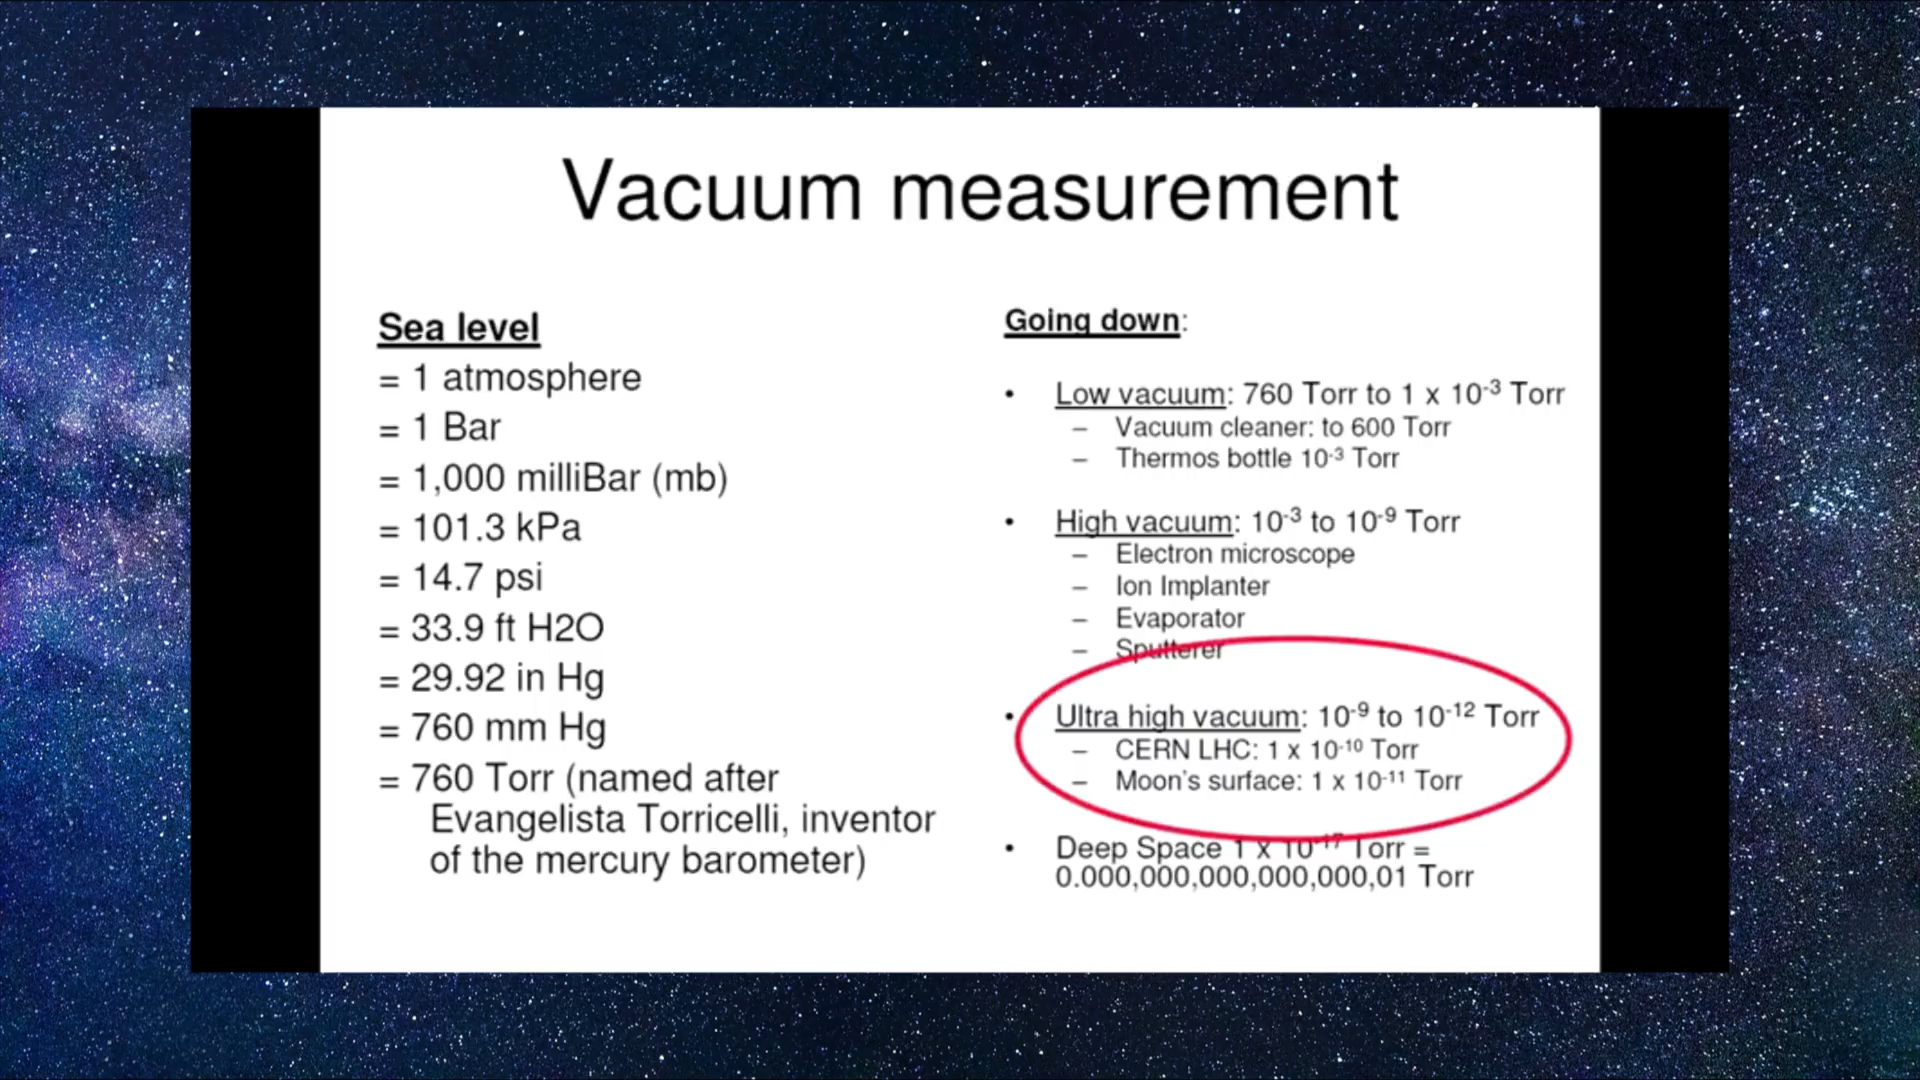 Vacuum measurement
Sea level
= 1 atmosphere
= 1 Bar
= 1,000 milliBar (mb)
= 101.3 kPa
= 14.7 psi
= 33.9 ft H2O
= 29.92 in Hg
= 760 mm Hg
= 760 Torr (named after
Evangelista Torricelli, inventor
of the mercury barometer)
Going down:
• Low vacuum: 760 Torr to 1 x 10⁻³ Torr
– Vacuum cleaner: to 600 Torr
– Thermos bottle 10⁻³ Torr
• High vacuum: 10⁻³ to 10⁻⁹ Torr
– Electron microscope
– Ion Implanter
– Evaporator
– Sputterer
• Ultra high vacuum: 10⁻⁹ to 10⁻¹² Torr
– CERN LHC: 1 x 10⁻¹⁰ Torr
– Moon's surface: 1 x 10⁻¹¹ Torr
• Deep Space 1 x 10⁻¹⁷ Torr =
0.000,000,000,000,000,01 Torr